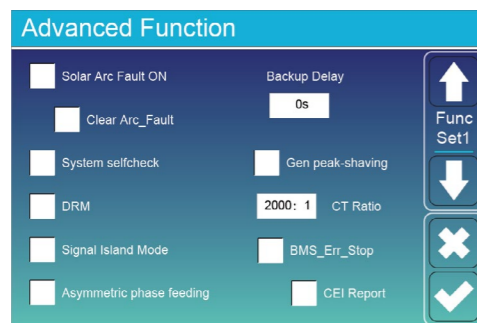 Advanced Function
Solar Arc Fault ON
Backup Delay
0s
Clear Arc_Fault
Func
Set1
System selfcheck
Gen peak-shaving
DRM
2000: 1
CT Ratio
Signal Island Mode
BMS_Err_Stop
Asymmetric phase feeding
CEI Report